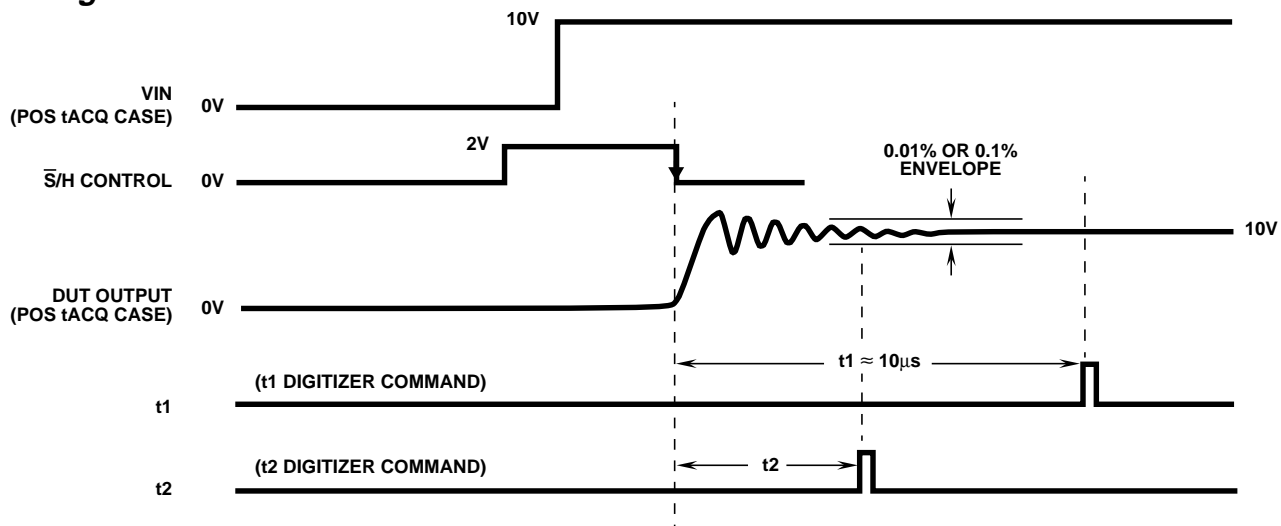 10V
VIN
(POS tACQ CASE)
0V
2V
S̅/H CONTROL
0V
0.01% OR 0.1%
ENVELOPE
10V
DUT OUTPUT
(POS tACQ CASE)
0V
t1 ≈ 10μs
(t1 DIGITIZER COMMAND)
t1
(t2 DIGITIZER COMMAND)
t2
t2